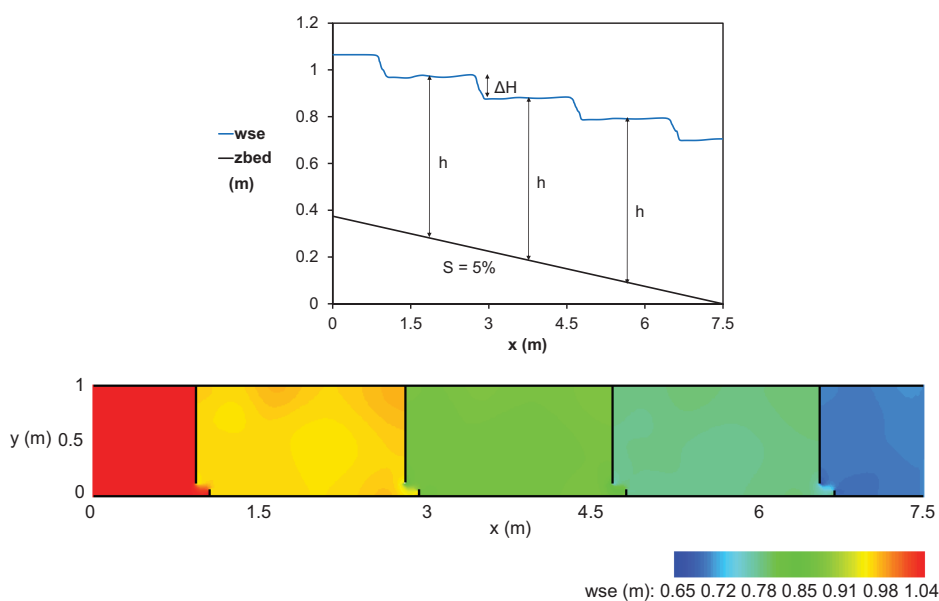 1.2
1
0.8
0.6
0.4
0.2
0
wse
zbed
(m)
ΔH
h
h
h
S = 5%
0 1.5 3 4.5 6 7.5
x (m)
1
y (m) 0.5
0
0 1.5 3 4.5 6 7.5
x (m)
wse (m): 0.65 0.72 0.78 0.85 0.91 0.98 1.04